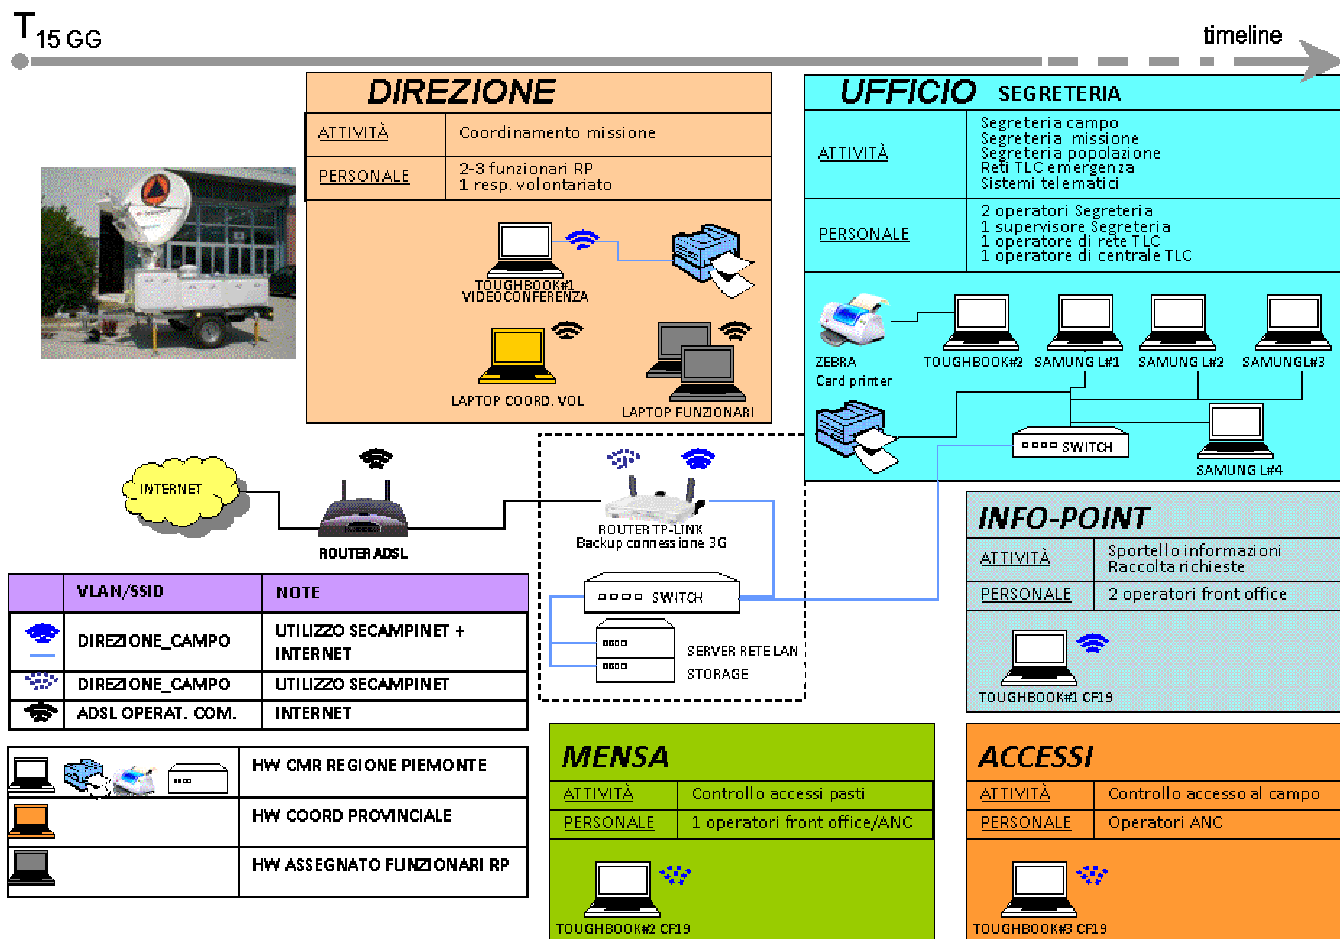 T 15 GG
timeline
DIREZIONE
ATTIVITÀ
Coordinamento missione
PERSONALE
2-3 funzionari RP
1 resp. volontariato
TOUGHBOOK#1
VIDEOCONFERENZA
LAPTOP COORD. VOL
LAPTOP FUNZIONARI
UFFICIO SEGRETERIA
ATTIVITÀ
Segreteria campo
Segreteria missione
Segreteria popolazione
Reti TLC emergenza
Sistemi telematici
PERSONALE
2 operatori Segreteria
1 supervisore Segreteria
1 operatore di rete TLC
1 operatore di centrale TLC
ZEBRA
Card printer
TOUGHBOOK#2
SAMUNG L#1
SAMUNG L#2
SAMUNGL#3
SWITCH
SAMUNG L#4
INTERNET
ROUTER ADSL
ROUTER TP-LINK
Backup connessione 3G
SWITCH
SERVER RETE LAN
STORAGE
INFO-POINT
ATTIVITÀ
Sportello informazioni
Raccolta richieste
PERSONALE
2 operatori front office
TOUGHBOOK#1 CF19
VLAN/SSID
NOTE
DIREZIONE_CAMPO
UTILIZZO SECAMPINET +
INTERNET
DIREZIONE_CAMPO
UTILIZZO SECAMPINET
ADSL OPERAT. COM.
INTERNET
HW CMR REGIONE PIEMONTE
HW COORD PROVINCIALE
HW ASSEGNATO FUNZIONARI RP
MENSA
ATTIVITÀ
Controllo accessi pasti
PERSONALE
1 operatori front office/ANC
TOUGHBOOK#2 CF19
ACCESSI
ATTIVITÀ
Controllo accesso al campo
PERSONALE
Operatori ANC
TOUGHBOOK#3 CF19